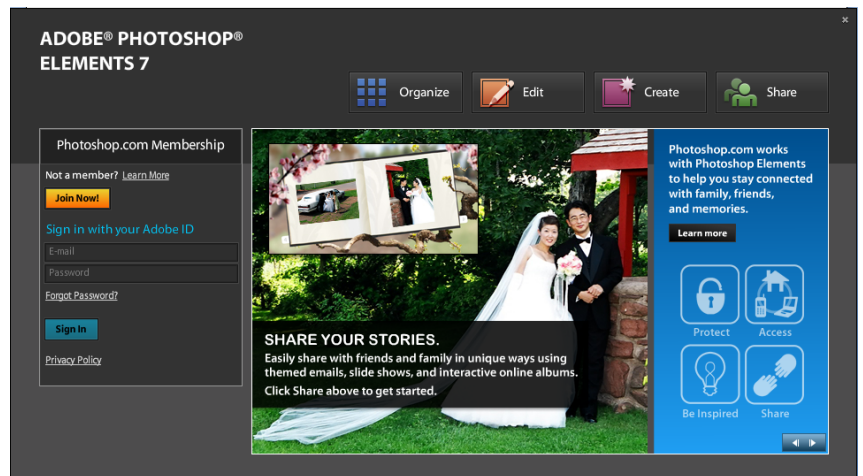 ADOBE® PHOTOSHOP®
ELEMENTS 7
Organize
Edit
Create
Share
Photoshop.com Membership
Not a member? Learn More
Join Now!
Sign in with your Adobe ID
E-mail
Password
Forgot Password?
Sign In
Privacy Policy
SHARE YOUR STORIES.
Easily share with friends and family in unique ways using
themed emails, slide shows, and interactive online albums.
Click Share above to get started.
Photoshop.com works
with Photoshop Elements
to help you stay connected
with family, friends,
and memories.
Learn more
Protect
Access
Be Inspired
Share